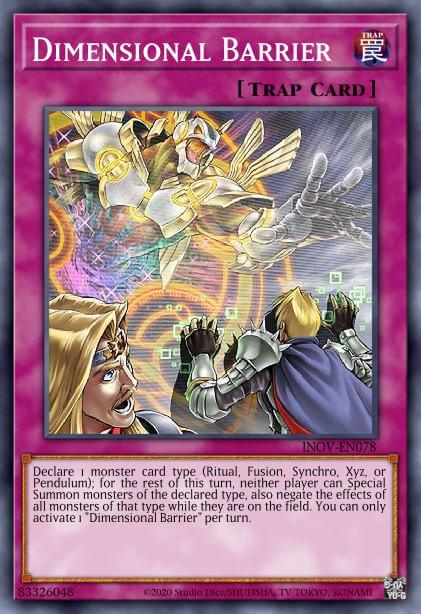 DIMENSIONAL BARRIER
TRAP
罠
[TRAP CARD]
INOV-EN078
Declare 1 monster card type (Ritual, Fusion, Synchro, Xyz, or
Pendulum); for the rest of this turn, neither player can Special
Summon monsters of the declared type, also negate the effects of
all monsters of that type while they are on the field. You can only
activate 1 "Dimensional Barrier" per turn.
83326048
©2020 Studio Dice/SHUEISHA, TV TOKYO, KONAMI